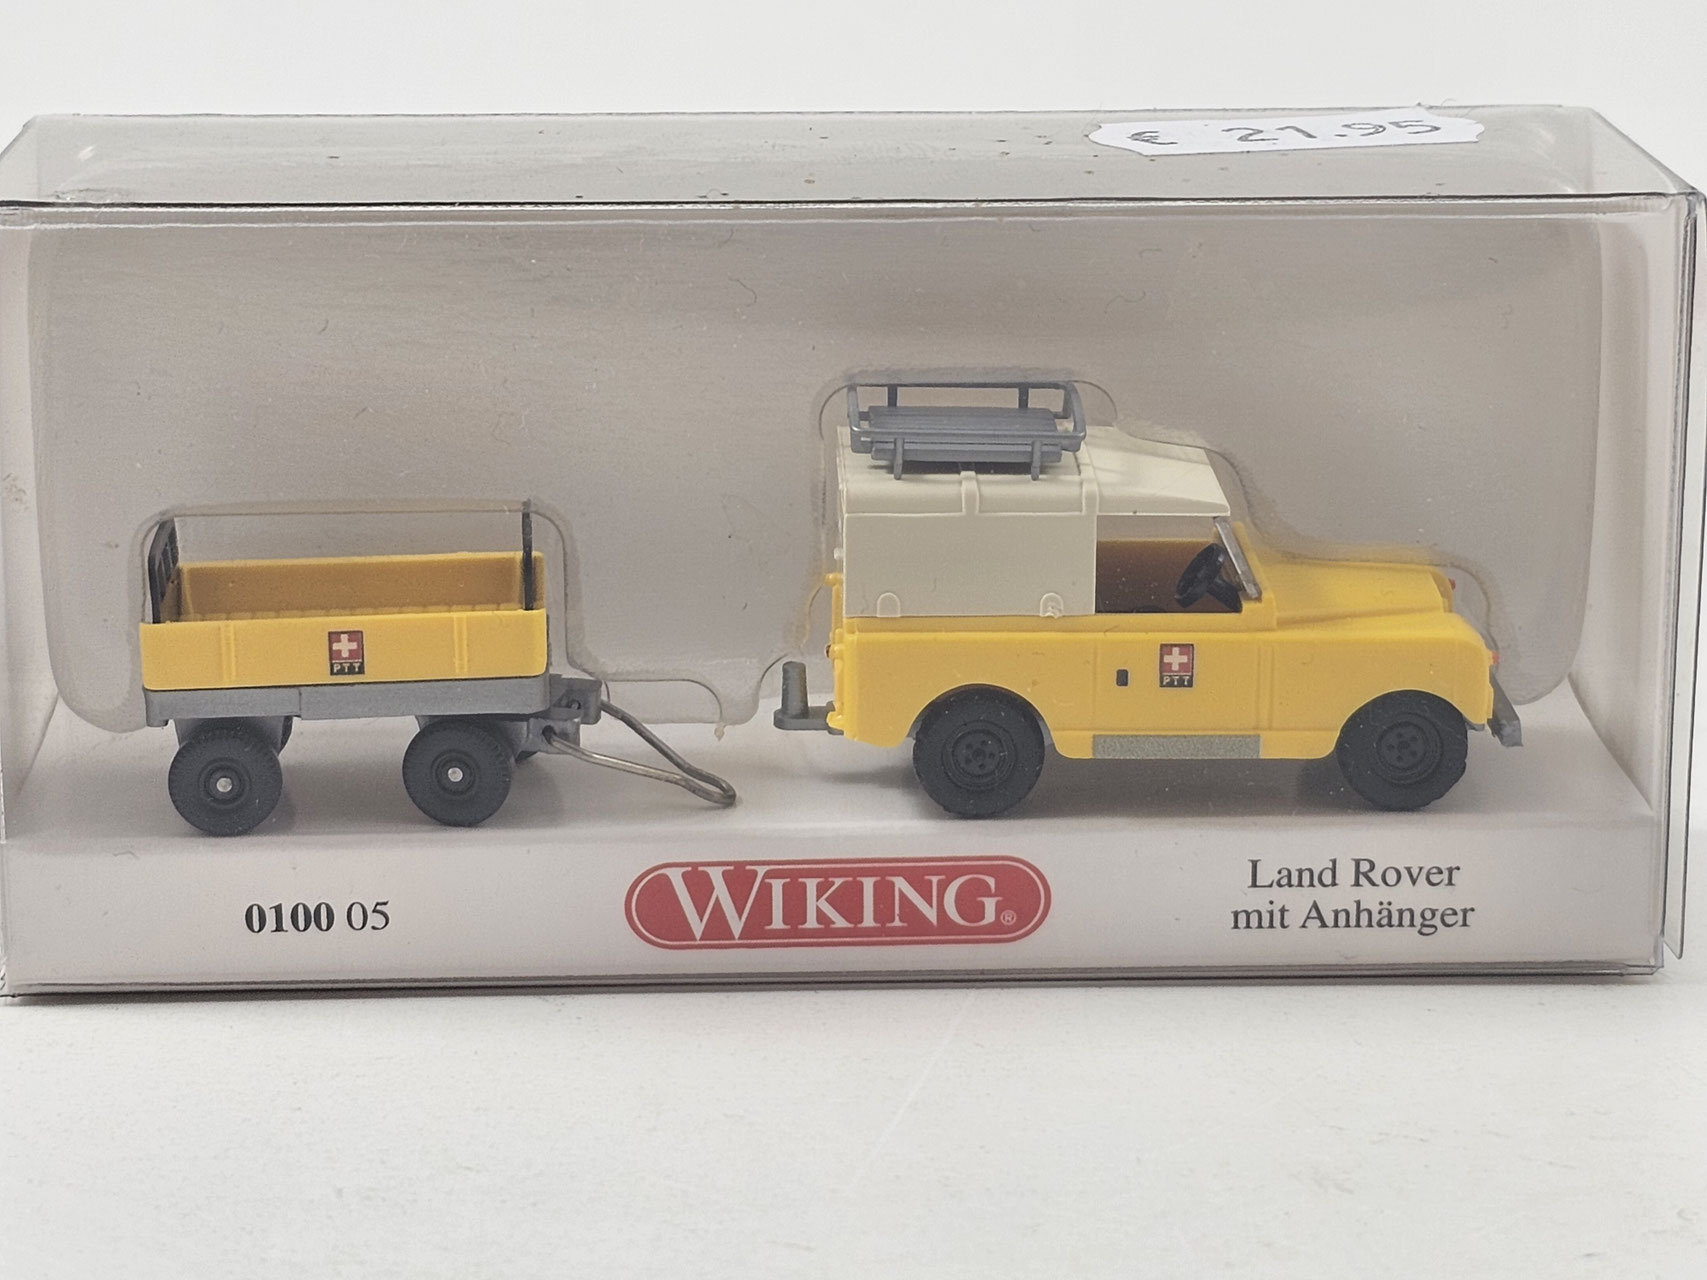 € 21.95
PTT
PTT
0100 05
WIKING®
Land Rover
mit Anhänger